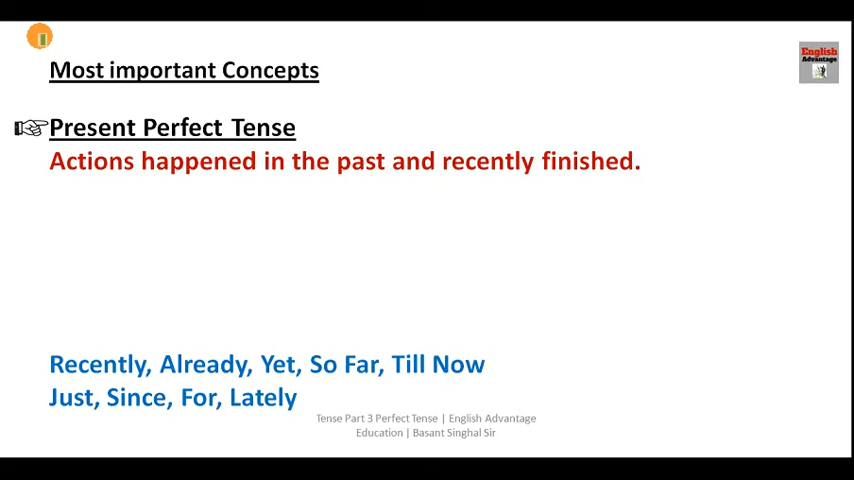 Most important Concepts
English
Advantage
Present Perfect Tense
Actions happened in the past and recently finished.
Recently, Already, Yet, So Far, Till Now
Just, Since, For, Lately
Tense Part 3 Perfect Tense | English Advantage
Education | Basant Singhal Sir